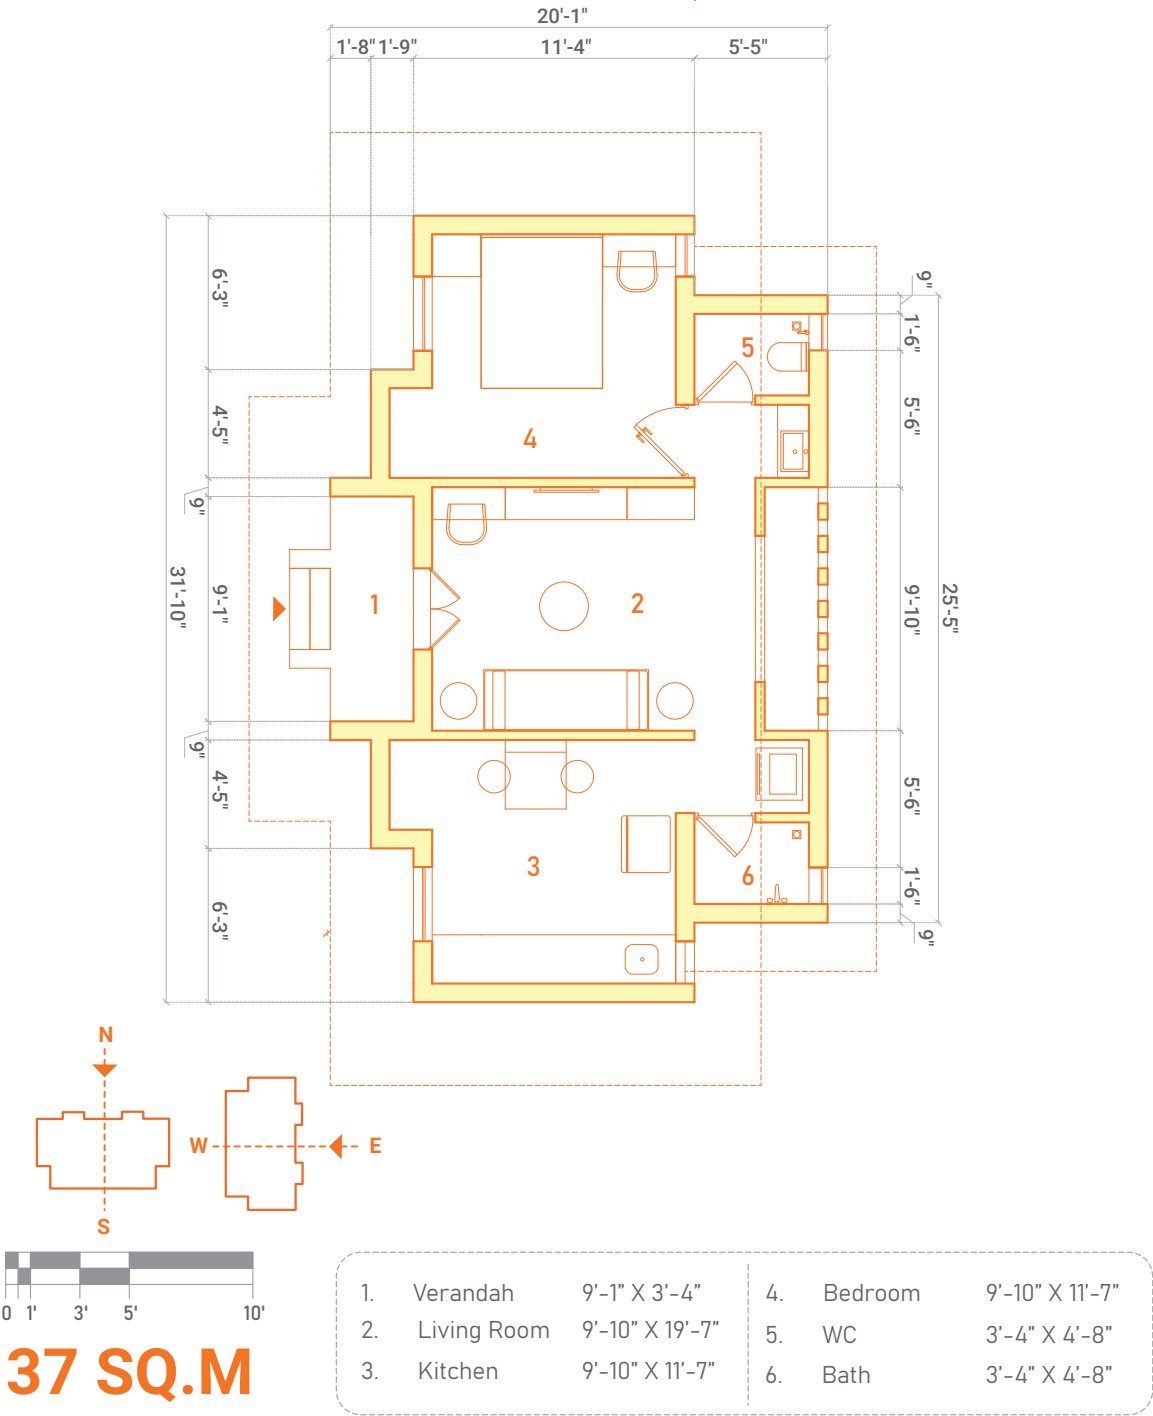 20'-1"
1'-8" 1'-9" 11'-4" 5'-5"
6'-3"
9"
1'-6"
5
4'-5"
5'-6"
4
9"
31'-10"
9'-1"
1
2
9'-10"
25'-5"
9"
4'-5"
5'-6"
3
6
1'-6"
6'-3"
9"
N
W E
S
0 1' 3' 5' 10'
37 SQ.M
1. Verandah 9'-1" X 3'-4"
2. Living Room 9'-10" X 19'-7"
3. Kitchen 9'-10" X 11'-7"
4. Bedroom 9'-10" X 11'-7"
5. WC 3'-4" X 4'-8"
6. Bath 3'-4" X 4'-8"